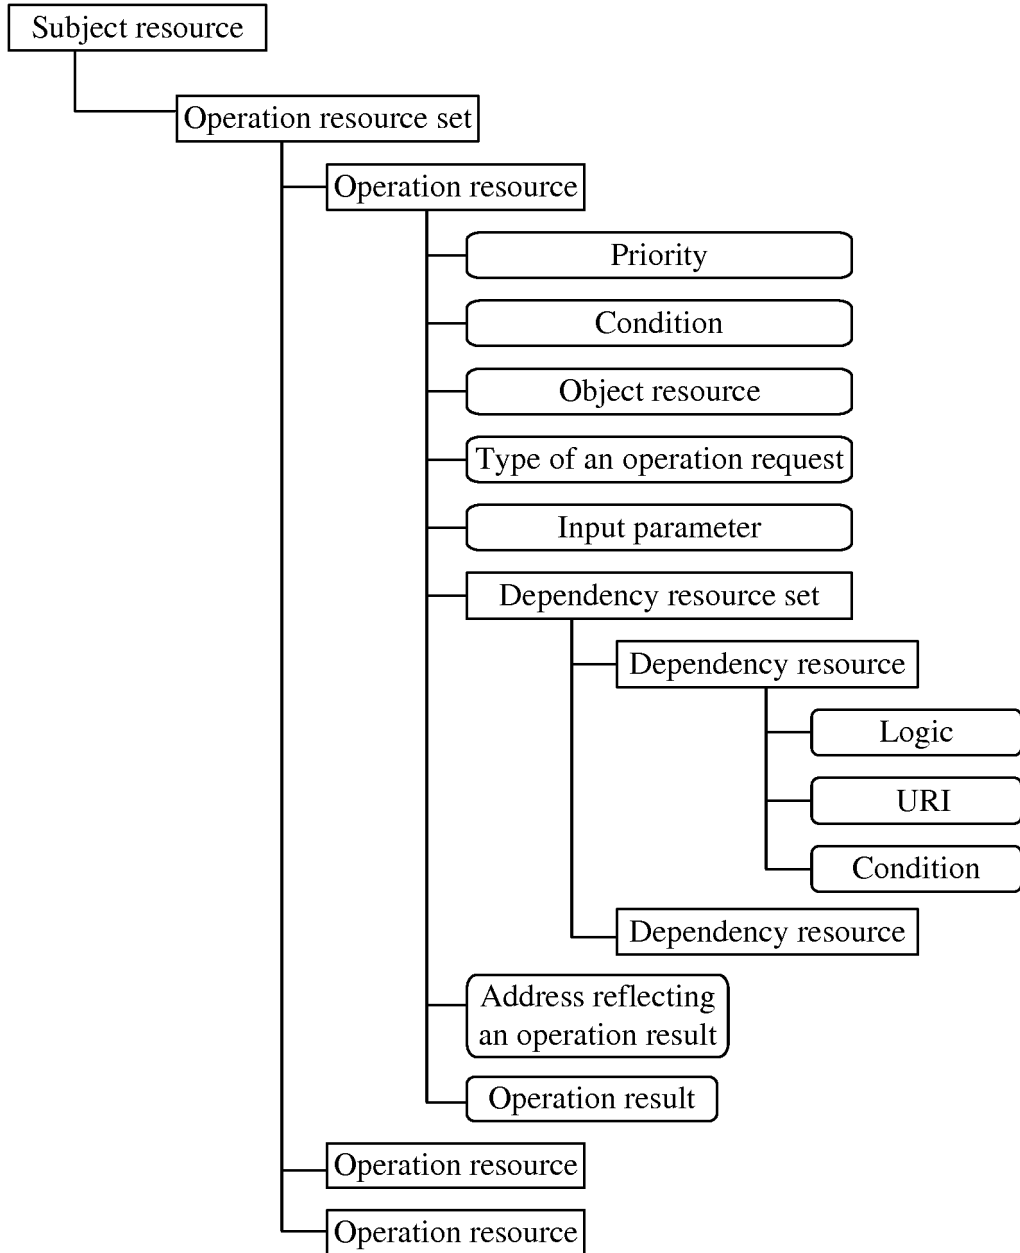 Subject resource
Operation resource set
Operation resource
Priority
Condition
Object resource
Type of an operation request
Input parameter
Dependency resource set
Dependency resource
Logic
URI
Condition
Dependency resource
Address reflecting
an operation result
Operation result
Operation resource
Operation resource